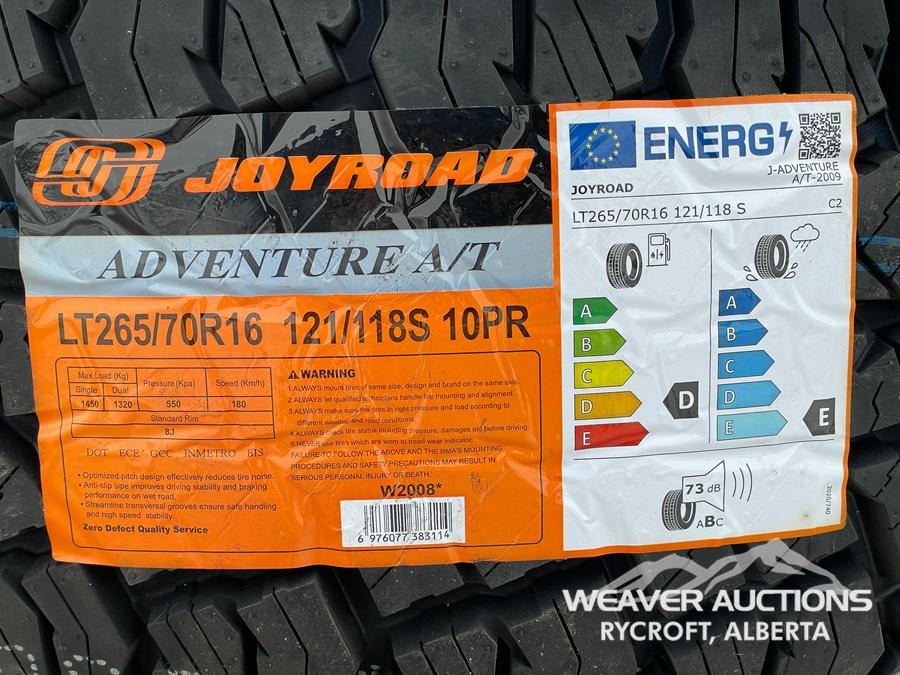 JOYROAD
ADVENTURE A/T
LT265/70R16 121/118S 10PR
Max Load (Kg) Pressure(Kpa) Speed (Km/h)
Single Dual
1450 1320 550 180
Standard Rim
8J
DOT ECE GCC INMETRO BIS
• Optimized pitch design effectively reduces tire noise.
• Anti-slip sipe improves driving stability and braking
performance on wet road.
• Streamline transversal grooves ensure safe handling
and high speed stability.
Zero Defect Quality Service
WARNING
1.ALWAYS mount tires of same size, design and brand on the same axle.
2.ALWAYS let qualified technicians handle tire mounting and alignment.
3.ALWAYS make sure the tires in right pressure and load according to
different weather and road conditions.
4.ALWAYS check tire status including pressure, damages etc before driving
5.NEVER use tires which are worn to tread wear indicator.
FAILURE TO FOLLOW THE ABOVE AND THE RMA'S MOUNTING
PROCEDURES AND SAFETY PRECAUTIONS MAY RESULT IN
SERIOUS PERSONAL INJURY OR DEATH.
W2008*
6 976077 383114
ENERG
J-ADVENTURE
A/T-2009
JOYROAD
LT265/70R16 121/118 S C2
A
B
C
D
E
D
A
B
C
D
E
E
73 dB
ABC
2020/740
WEAVER AUCTIONS
RYCROFT, ALBERTA